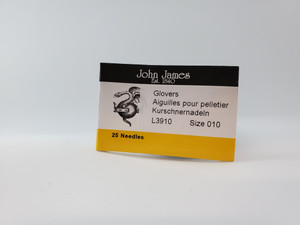 John James
Est. 1840
Glovers
Aiguilles pour pelletier
Kurschnernadeln
L3910 Size 010
25 Needles